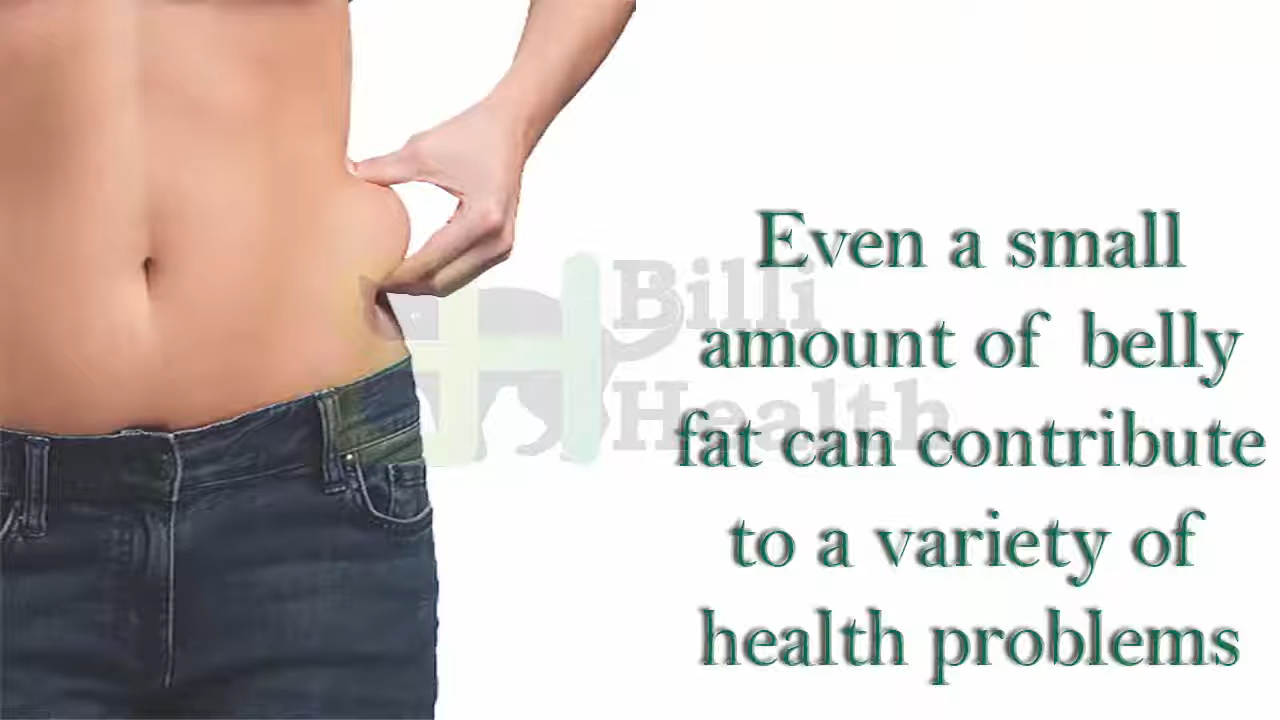 Billi
Health
Even a small
amount of belly
fat can contribute
to a variety of
health problems